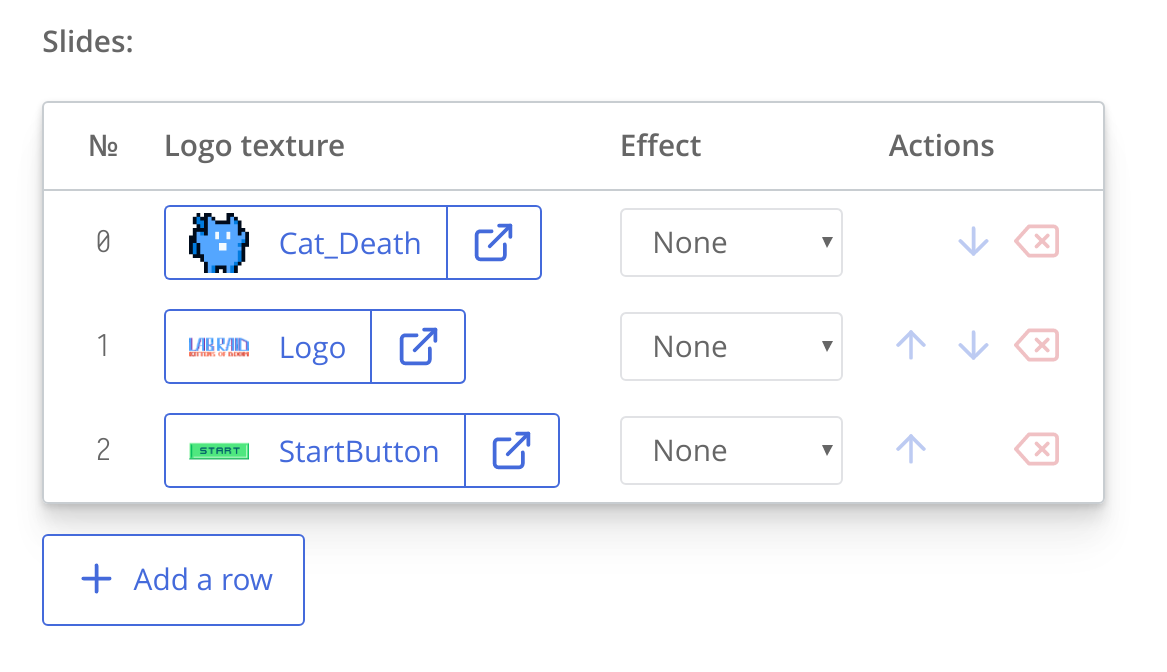 Slides:
№ Logo texture Effect Actions
0 Cat_Death None
1 LAB RAID KITTENS OF DOOM! Logo None
2 START StartButton None
Add a row